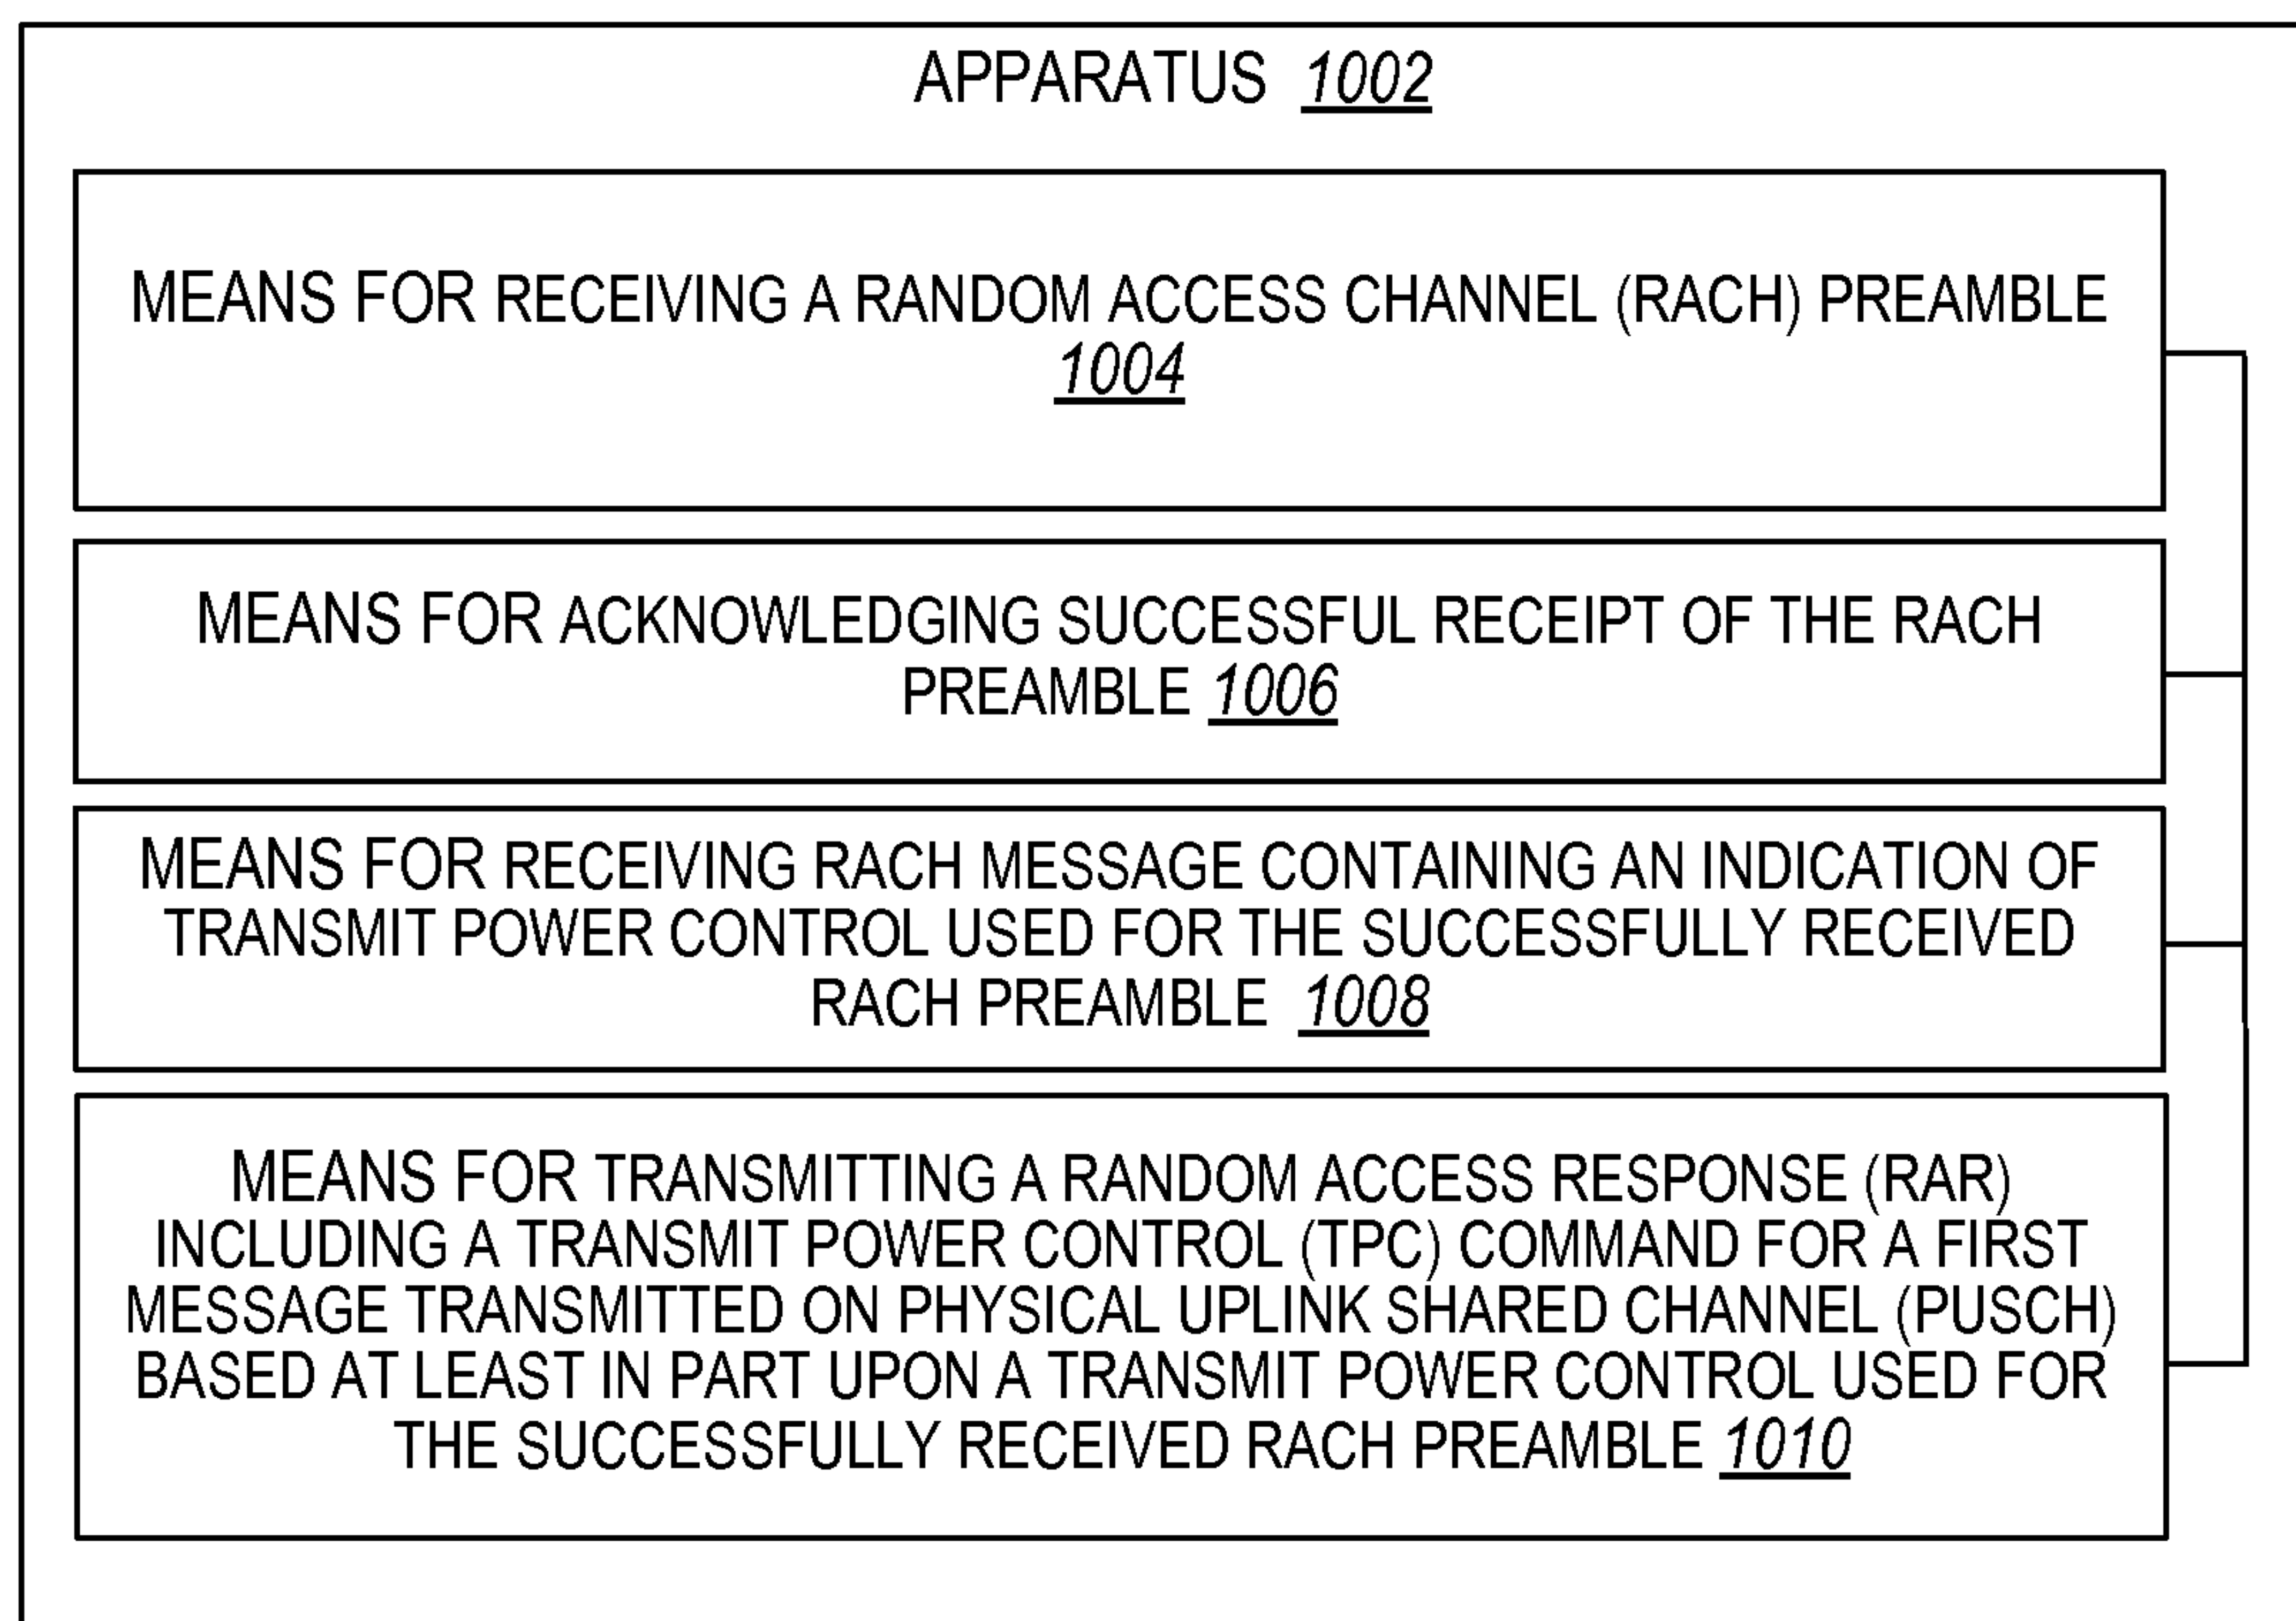 APPARATUS 1002
MEANS FOR RECEIVING A RANDOM ACCESS CHANNEL (RACH) PREAMBLE
1004
MEANS FOR ACKNOWLEDGING SUCCESSFUL RECEIPT OF THE RACH
PREAMBLE 1006
MEANS FOR RECEIVING RACH MESSAGE CONTAINING AN INDICATION OF
TRANSMIT POWER CONTROL USED FOR THE SUCCESSFULLY RECEIVED
RACH PREAMBLE 1008
MEANS FOR TRANSMITTING A RANDOM ACCESS RESPONSE (RAR)
INCLUDING A TRANSMIT POWER CONTROL (TPC) COMMAND FOR A FIRST
MESSAGE TRANSMITTED ON PHYSICAL UPLINK SHARED CHANNEL (PUSCH)
BASED AT LEAST IN PART UPON A TRANSMIT POWER CONTROL USED FOR
THE SUCCESSFULLY RECEIVED RACH PREAMBLE 1010